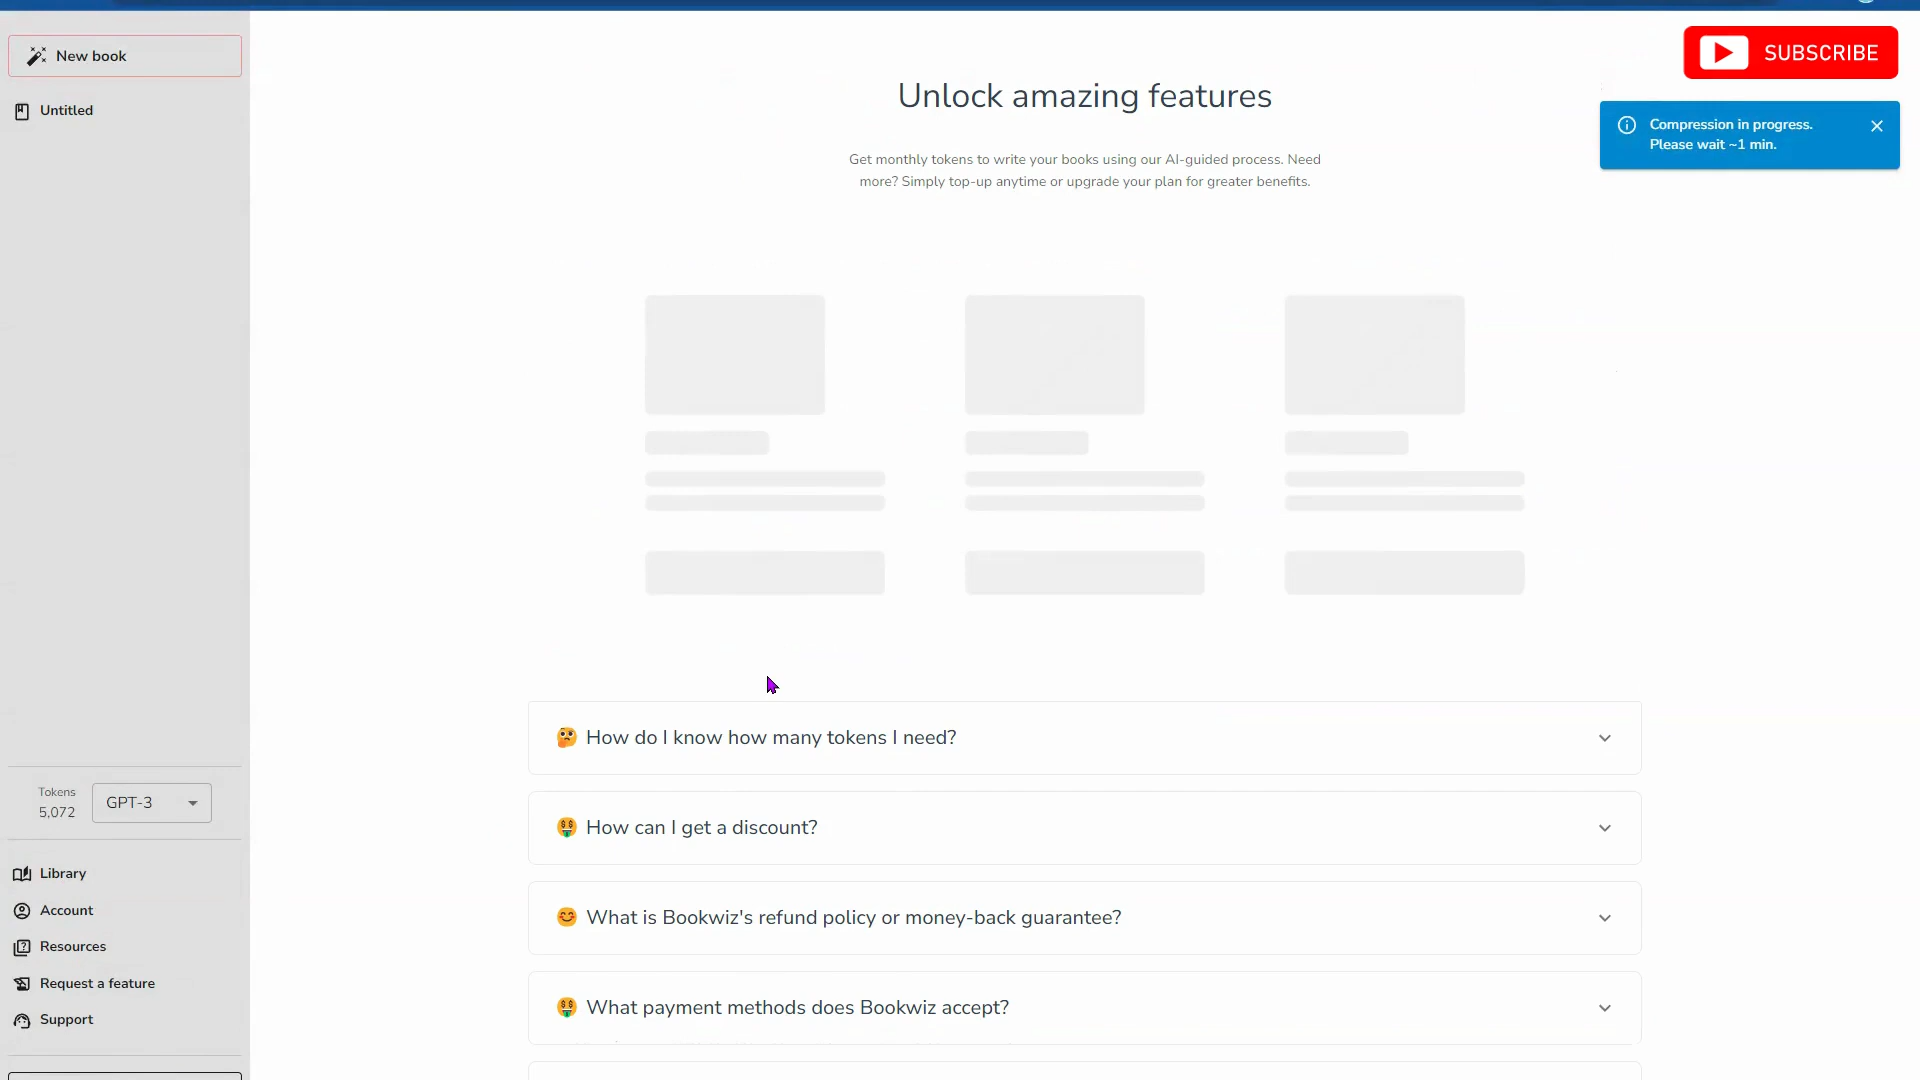 New book
Untitled
SUBSCRIBE
Unlock amazing features
Compression in progress.
Please wait ~1 min.
Get monthly tokens to write your books using our AI-guided process. Need
more? Simply top-up anytime or upgrade your plan for greater benefits.
How do I know how many tokens I need?
How can I get a discount?
What is Bookwiz's refund policy or money-back guarantee?
What payment methods does Bookwiz accept?
Tokens
5,072
GPT-3
Library
Account
Resources
Request a feature
Support